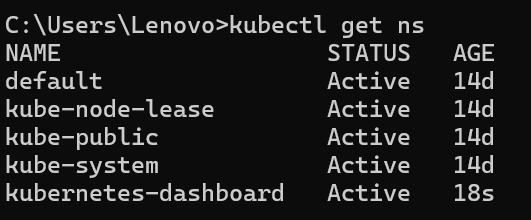 C:\Users\Lenovo>kubectl get ns
NAME STATUS AGE
default Active 14d
kube-node-lease Active 14d
kube-public Active 14d
kube-system Active 14d
kubernetes-dashboard Active 18s